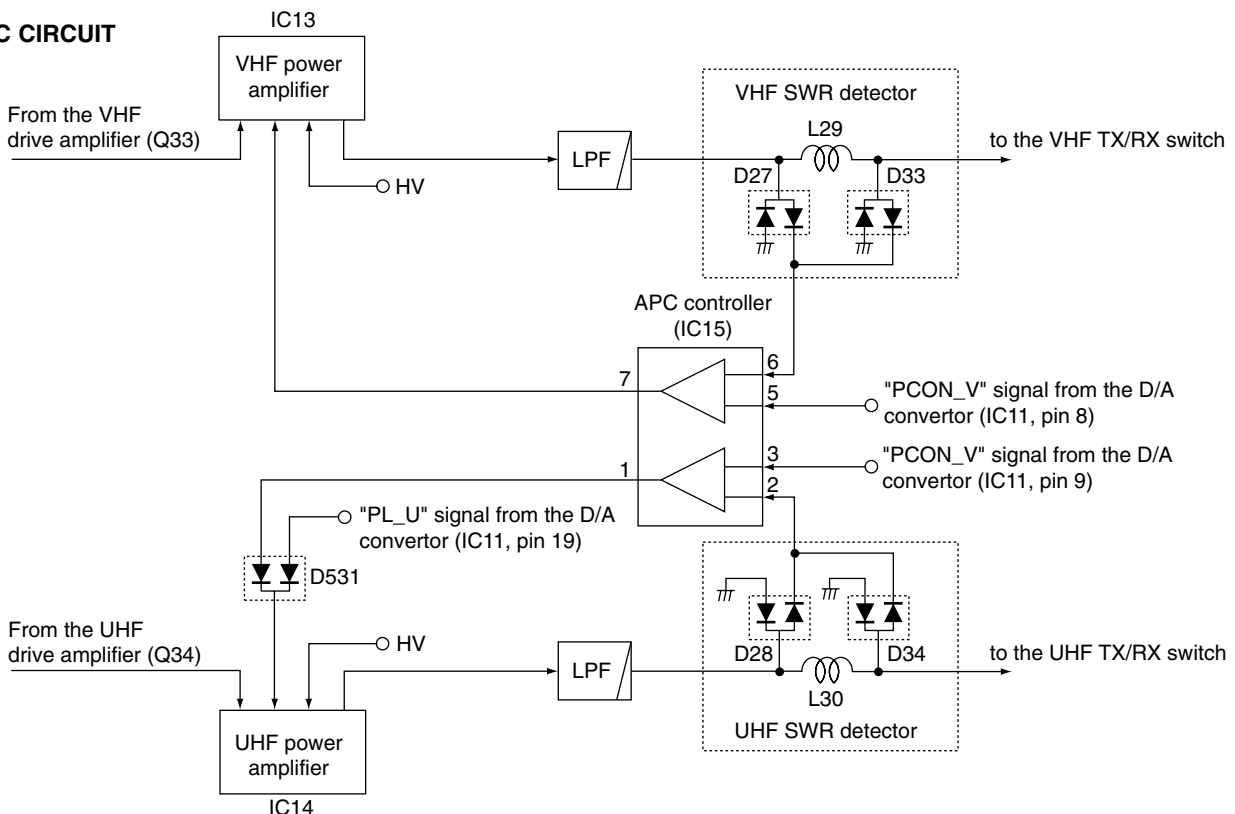 C CIRCUIT
IC13
VHF power
amplifier
From the VHF
drive amplifier (Q33)
HV
LPF
VHF SWR detector
L29
D27
D33
to the VHF TX/RX switch
APC controller
(IC15)
7
6
5
"PCON_V" signal from the D/A
convertor (IC11, pin 8)
1
3
2
"PCON_V" signal from the D/A
convertor (IC11, pin 9)
"PL_U" signal from the D/A
convertor (IC11, pin 19)
D531
From the UHF
drive amplifier (Q34)
HV
LPF
D28
D34
L30
UHF SWR detector
to the UHF TX/RX switch
UHF power
amplifier
IC14